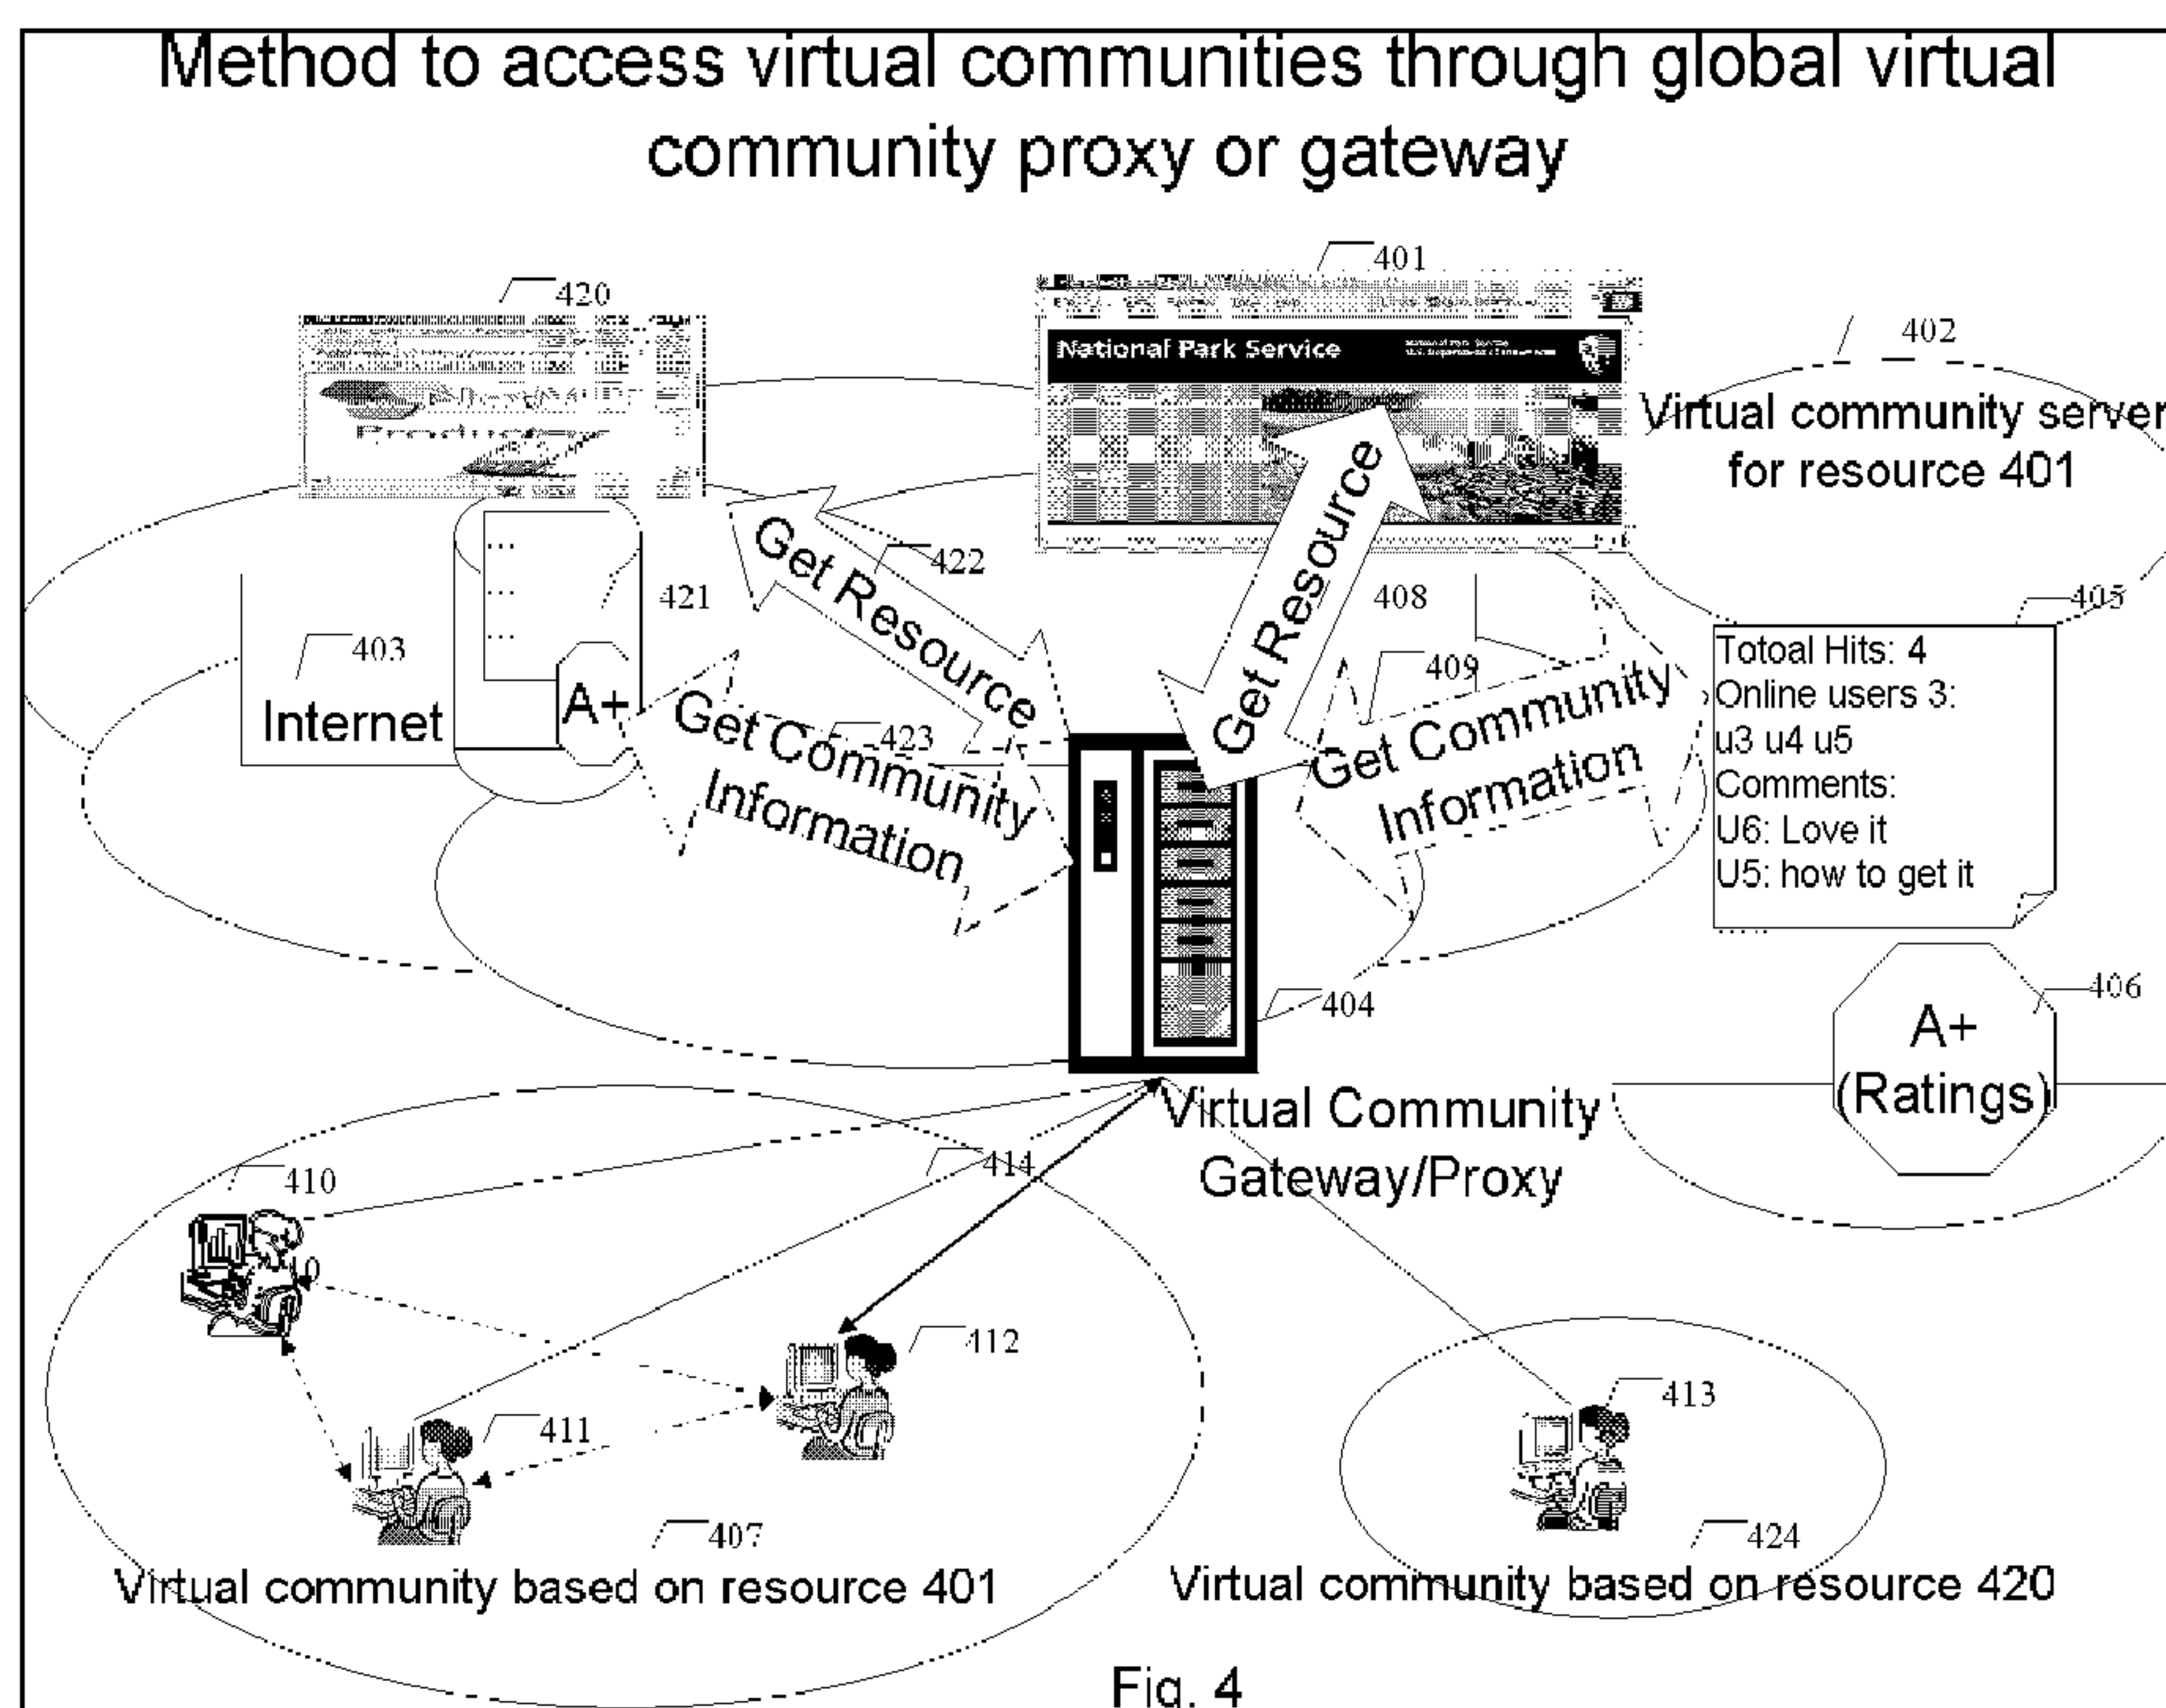 Method to access virtual communities through global virtual
community proxy or gateway
401
420
402
National Park Service
Virtual community server
for resource 401
Get Resource
422
Get Resource
408
421
405
403
Internet
A+
Get Community
Information
423
409
Get Community
Information
Totoal Hits: 4
Online users 3:
u3 u4 u5
Comments:
U6: Love it
U5: how to get it
404
406
A+
(Ratings)
Virtual Community
Gateway/Proxy
414
410
412
411
413
407
424
Virtual community based on resource 401
Virtual community based on resource 420
Fig. 4